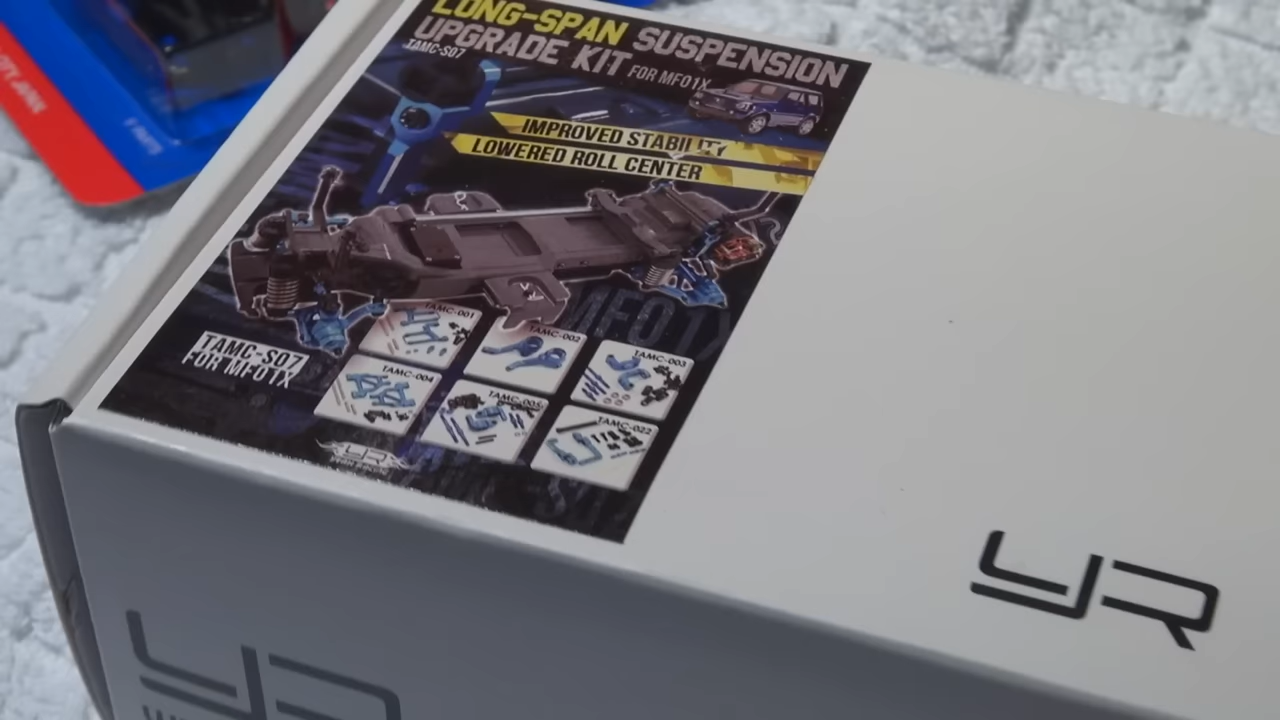 LONG-SPAN SUSPENSION
UPGRADE KIT FOR MF01X
TAMC-S07
IMPROVED STABILITY
LOWERED ROLL CENTER
MF01X
TAMC-001
TAMC-002
TAMC-003
TAMC-S07
FOR MF01X
TAMC-004
TAMC-005
TAMC-022
YR
YR